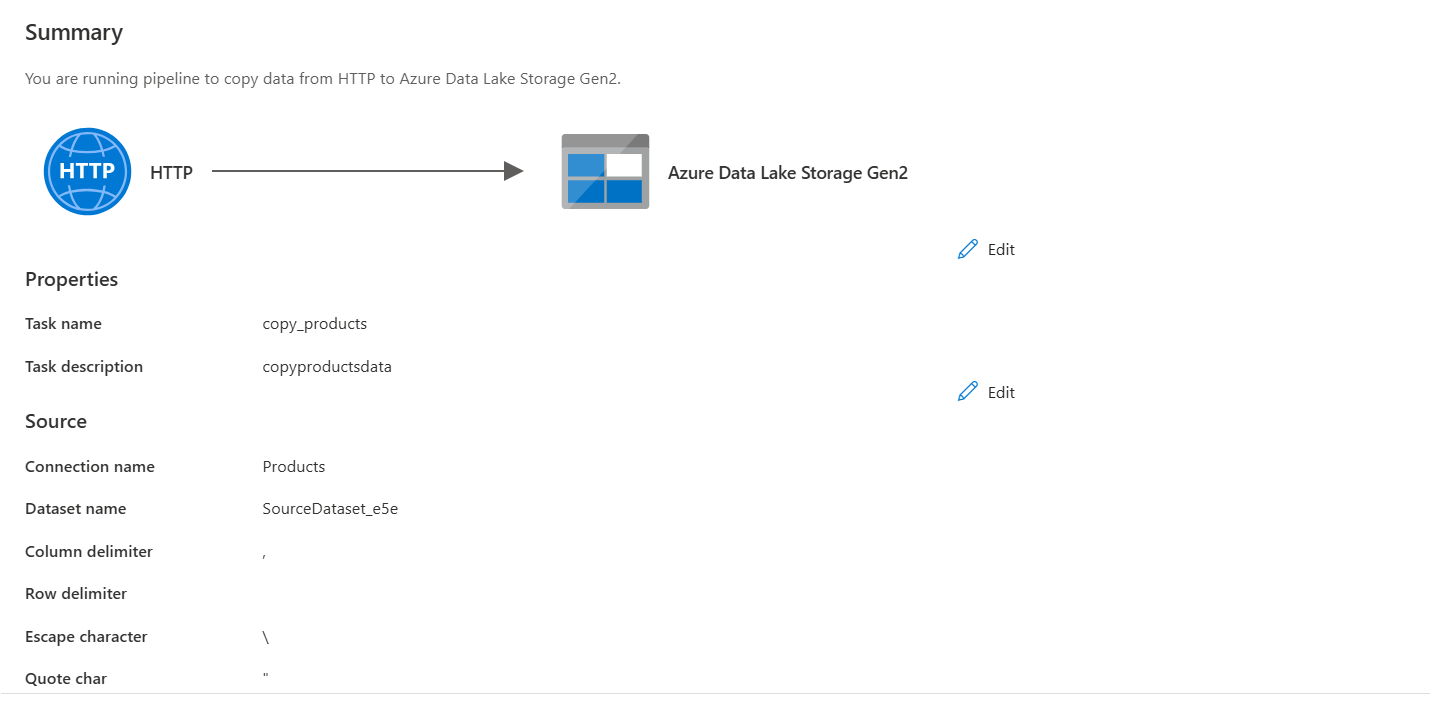 Summary
You are running pipeline to copy data from HTTP to Azure Data Lake Storage Gen2.
HTTP HTTP Azure Data Lake Storage Gen2
Edit
Properties
Task name copy_products
Task description copyproductsdata
Edit
Source
Connection name Products
Dataset name SourceDataset_e5e
Column delimiter ,
Row delimiter
Escape character \
Quote char "